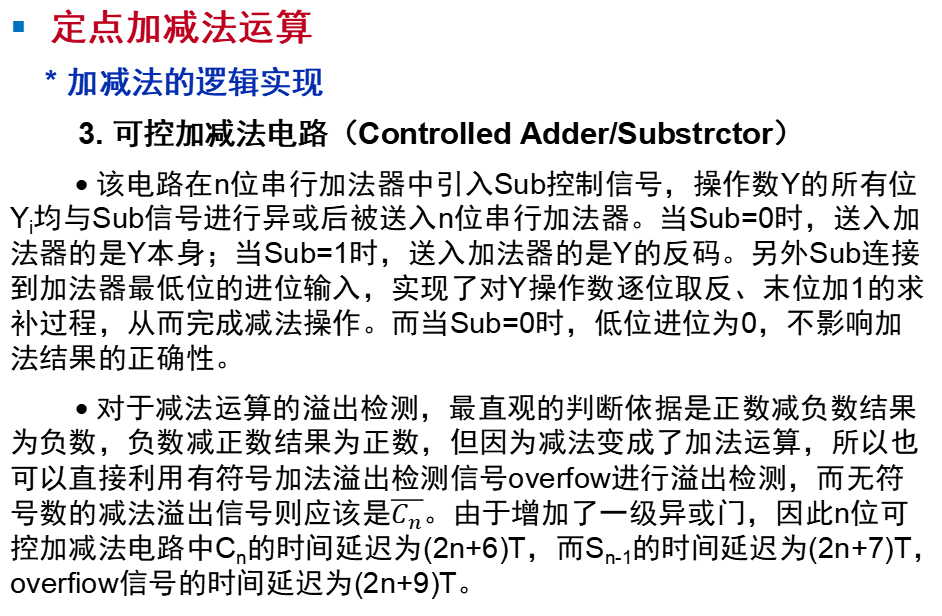 ▪ 定点加减法运算
* 加减法的逻辑实现
3. 可控加减法电路（Controlled Adder/Substrctor）
• 该电路在n位串行加法器中引入Sub控制信号，操作数Y的所有位
Yi均与Sub信号进行异或后被送入n位串行加法器。当Sub=0时，送入加
法器的是Y本身；当Sub=1时，送入加法器的是Y的反码。另外Sub连接
到加法器最低位的进位输入，实现了对Y操作数逐位取反、末位加1的求
补过程，从而完成减法操作。而当Sub=0时，低位进位为0，不影响加
法结果的正确性。
• 对于减法运算的溢出检测，最直观的判断依据是正数减负数结果
为负数，负数减正数结果为正数，但因为减法变成了加法运算，所以也
可以直接利用有符号加法溢出检测信号overfow进行溢出检测，而无符
号数的减法溢出信号则应该是$\overline{C_n}$。由于增加了一级异或门，因此n位可
控加减法电路中Cn的时间延迟为(2n+6)T，而Sn-1的时间延迟为(2n+7)T，
overfiow信号的时间延迟为(2n+9)T。